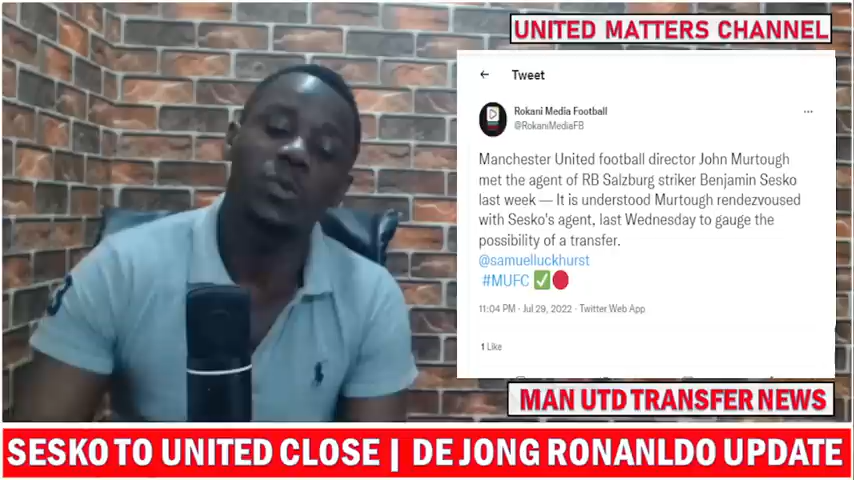 UNITED MATTERS CHANNEL
Tweet
Rokani Media Football
@RokaniMediaFB
Manchester United football director John Murtough
met the agent of RB Salzburg striker Benjamin Sesko
last week — It is understood Murtough rendezvoused
with Sesko's agent, last Wednesday to gauge the
possibility of a transfer.
@samuelluckhurst
#MUFC
11:04 PM · Jul 29, 2022 · Twitter Web App
1 Like
MAN UTD TRANSFER NEWS
SESKO TO UNITED CLOSE | DE JONG RONANLDO UPDATE
3